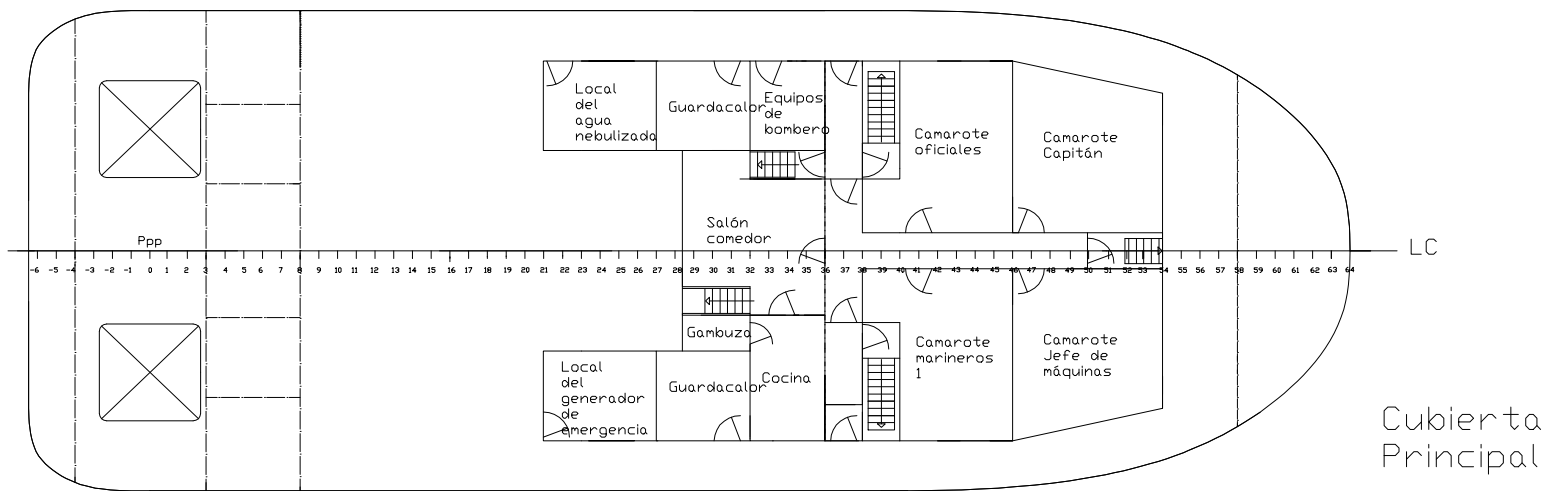 Local
del
agua
nebulizada
Guardacalor
Equipos
de
bombero
Camarote
oficiales
Camarote
Capitán
Salón
comedor
Ppp
LC
-6 -5 -4 -3 -2 -1 0 1 2 3 4 5 6 7 8 9 10 11 12 13 14 15 16 17 18 19 20 21 22 23 24 25 26 27 28 29 30 31 32 33 34 35 36 37 38 39 40 41 42 43 44 45 46 47 48 49 50 51 52 53 54 55 56 57 58 59 60 61 62 63 64
Gambuza
Local
del
generador
de
emergencia
Guardacalor
Cocina
Camarote
marineros
1
Camarote
Jefe de
máquinas
Cubierta
Principal